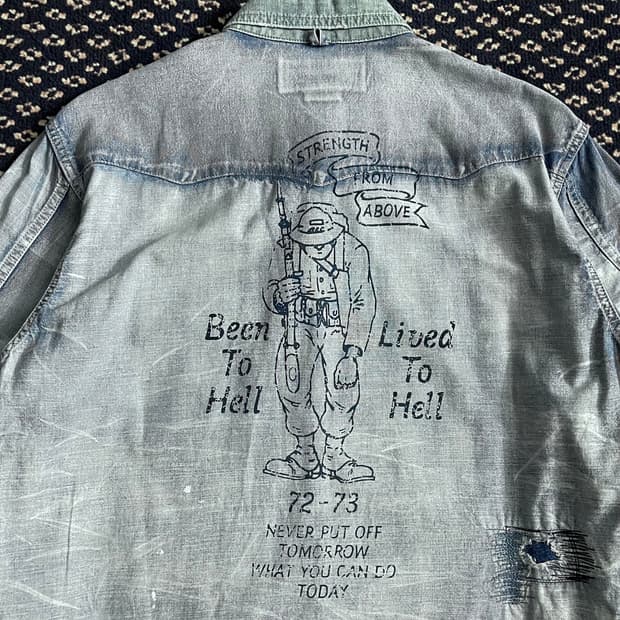 STRENGTH
FROM
ABOVE
Been
To
Hell
Lived
To
Hell
72-73
NEVER PUT OFF
TOMORROW
WHAT YOU CAN DO
TODAY